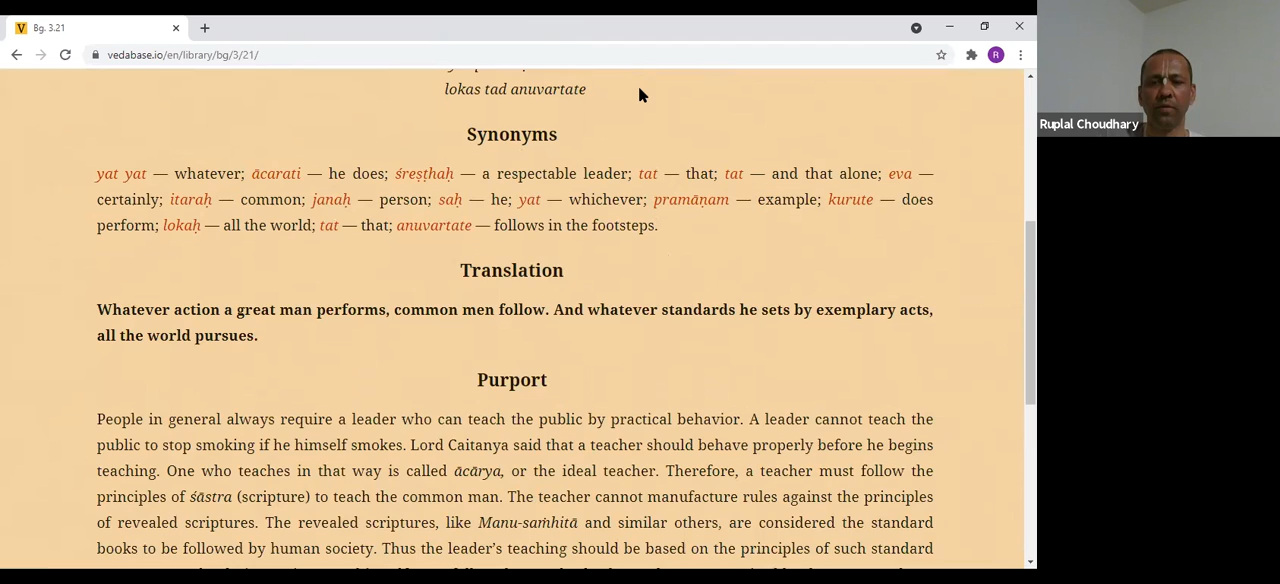 Bg. 3.21
vedabase.io/en/library/bg/3/21/
R
lokas tad anuvartate
Synonyms
yat yat — whatever; ācarati — he does; śreṣṭhaḥ — a respectable leader; tat — that; tat — and that alone; eva —
certainly; itaraḥ — common; janaḥ — person; saḥ — he; yat — whichever; pramāṇam — example; kurute — does
perform; lokaḥ — all the world; tat — that; anuvartate — follows in the footsteps.
Translation
Whatever action a great man performs, common men follow. And whatever standards he sets by exemplary acts,
all the world pursues.
Purport
People in general always require a leader who can teach the public by practical behavior. A leader cannot teach the
public to stop smoking if he himself smokes. Lord Caitanya said that a teacher should behave properly before he begins
teaching. One who teaches in that way is called ācārya, or the ideal teacher. Therefore, a teacher must follow the
principles of śāstra (scripture) to teach the common man. The teacher cannot manufacture rules against the principles
of revealed scriptures. The revealed scriptures, like Manu-saṁhitā and similar others, are considered the standard
books to be followed by human society. Thus the leader's teaching should be based on the principles of such standard
Ruplal Choudhary